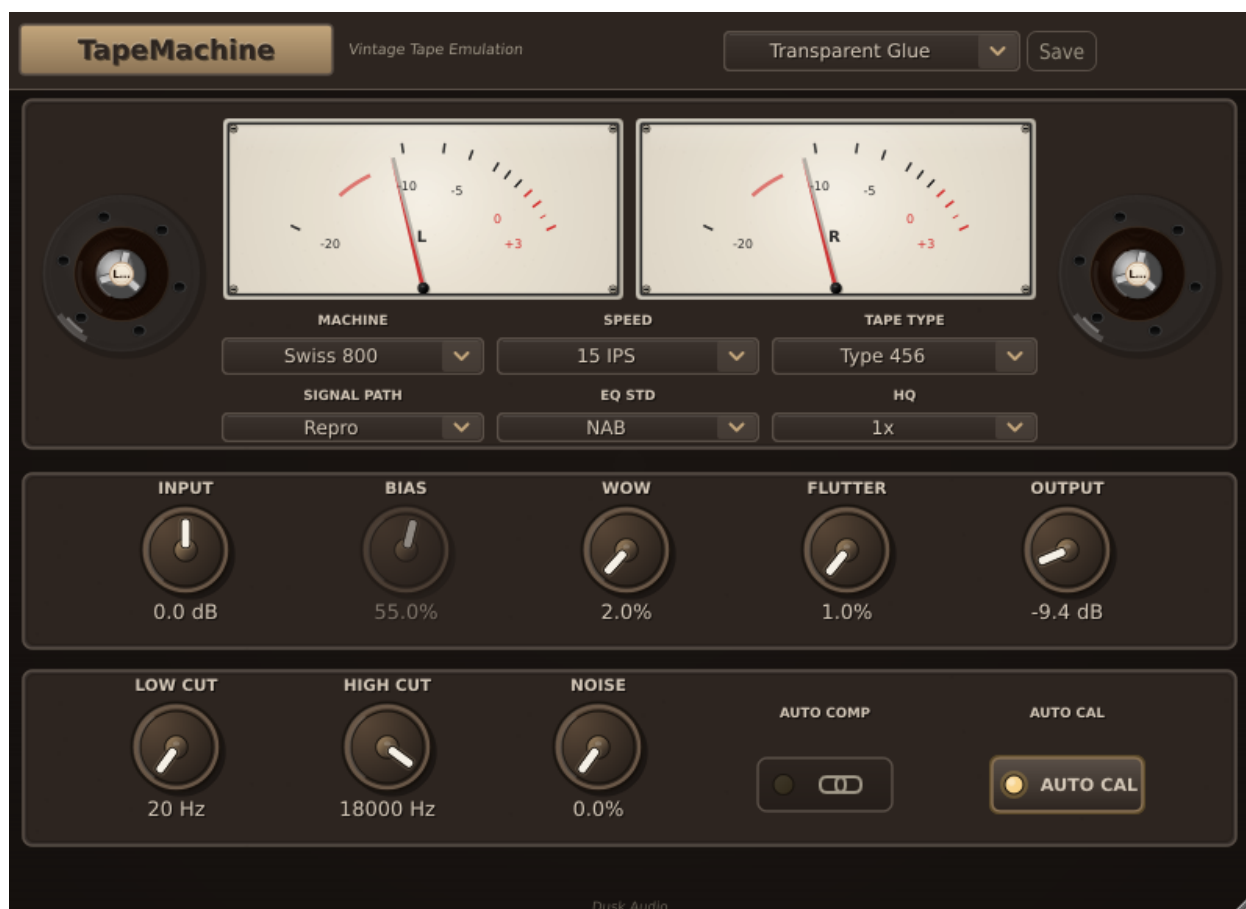 TapeMachine
Vintage Tape Emulation
Transparent Glue
Save
-20
-10
-5
0
+3
L
-20
-10
-5
0
+3
R
L...
L...
MACHINE
SPEED
TAPE TYPE
Swiss 800
15 IPS
Type 456
SIGNAL PATH
EQ STD
HQ
Repro
NAB
1x
INPUT
BIAS
WOW
FLUTTER
OUTPUT
0.0 dB
55.0%
2.0%
1.0%
-9.4 dB
LOW CUT
HIGH CUT
NOISE
AUTO COMP
AUTO CAL
AUTO CAL
20 Hz
18000 Hz
0.0%
Dusk Audio